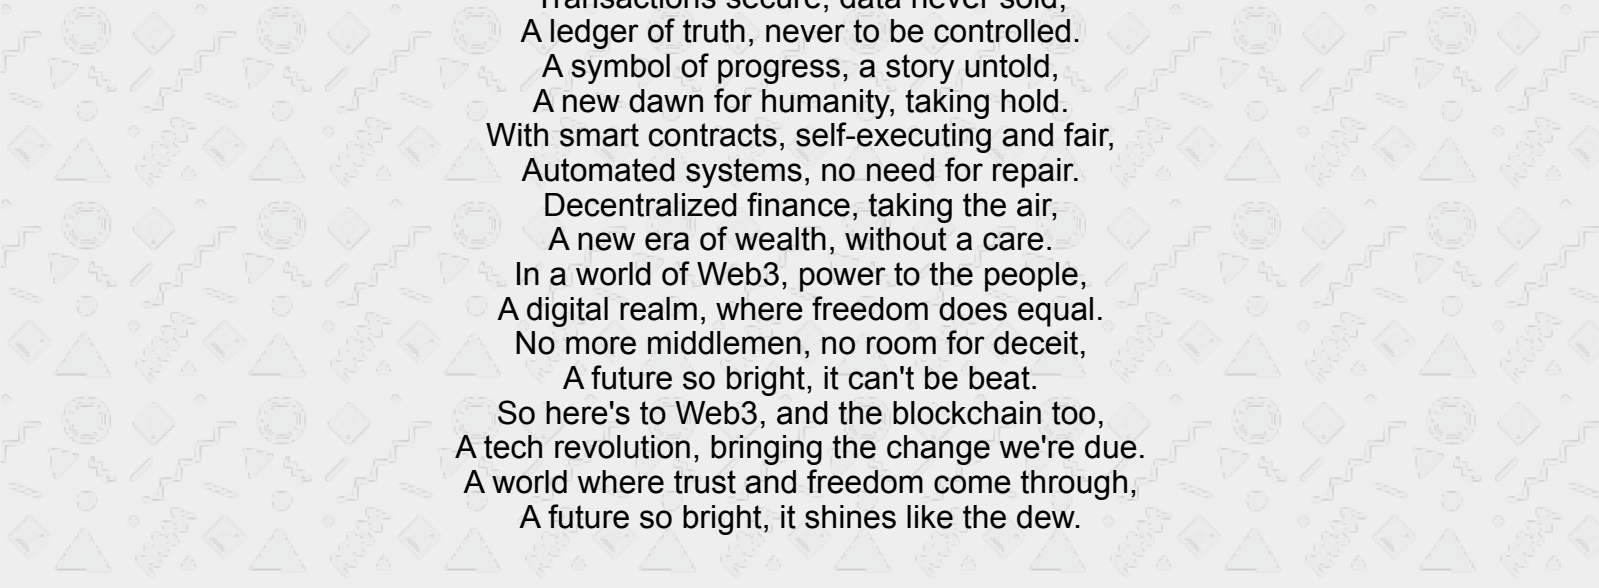 Transactions secure, data never sold,
A ledger of truth, never to be controlled.
A symbol of progress, a story untold,
A new dawn for humanity, taking hold.
With smart contracts, self-executing and fair,
Automated systems, no need for repair.
Decentralized finance, taking the air,
A new era of wealth, without a care.
In a world of Web3, power to the people,
A digital realm, where freedom does equal.
No more middlemen, no room for deceit,
A future so bright, it can't be beat.
So here's to Web3, and the blockchain too,
A tech revolution, bringing the change we're due.
A world where trust and freedom come through,
A future so bright, it shines like the dew.